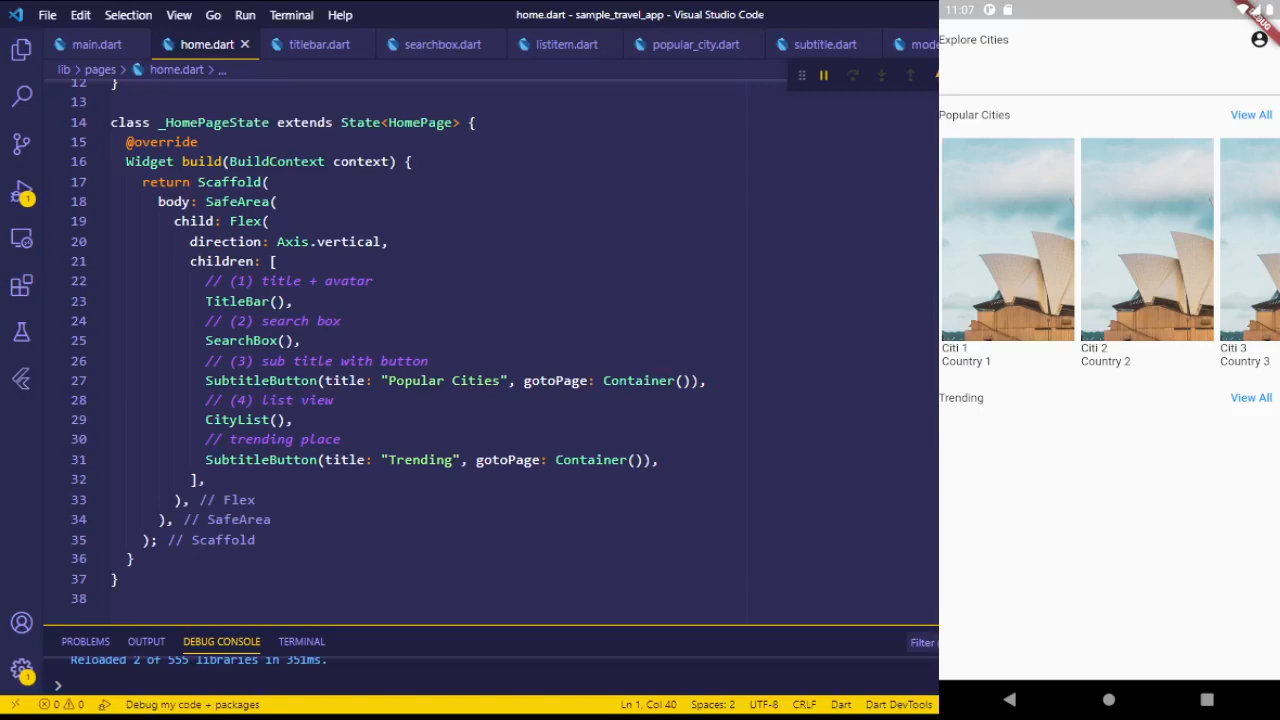 File Edit Selection View Go Run Terminal Help
home.dart - sample_travel_app - Visual Studio Code
main.dart home.dart titlebar.dart searchbox.dart listitem.dart popular_city.dart subtitle.dart mode
lib > pages > home.dart > ...
12 }
13
14 class _HomePageState extends State<HomePage> {
15 @override
16 Widget build(BuildContext context) {
17 return Scaffold(
18 body: SafeArea(
19 child: Flex(
20 direction: Axis.vertical,
21 children: [
22 // (1) title + avatar
23 TitleBar(),
24 // (2) search box
25 SearchBox(),
26 // (3) sub title with button
27 SubtitleButton(title: "Popular Cities", gotoPage: Container()),
28 // (4) list view
29 CityList(),
30 // trending place
31 SubtitleButton(title: "Trending", gotoPage: Container()),
32 ],
33 ), // Flex
34 ), // SafeArea
35 ); // Scaffold
36 }
37 }
38
PROBLEMS OUTPUT DEBUG CONSOLE TERMINAL Filter
Reloaded 2 of 555 libraries in 351ms.
1
1
0 0 Debug my code + packages Ln 1, Col 40 Spaces: 2 UTF-8 CRLF Dart Dart DevTools
11:07
DEBUG
Explore Cities
Popular Cities View All
Citi 1 Citi 2 Citi 3
Country 1 Country 2 Country 3
Trending View All